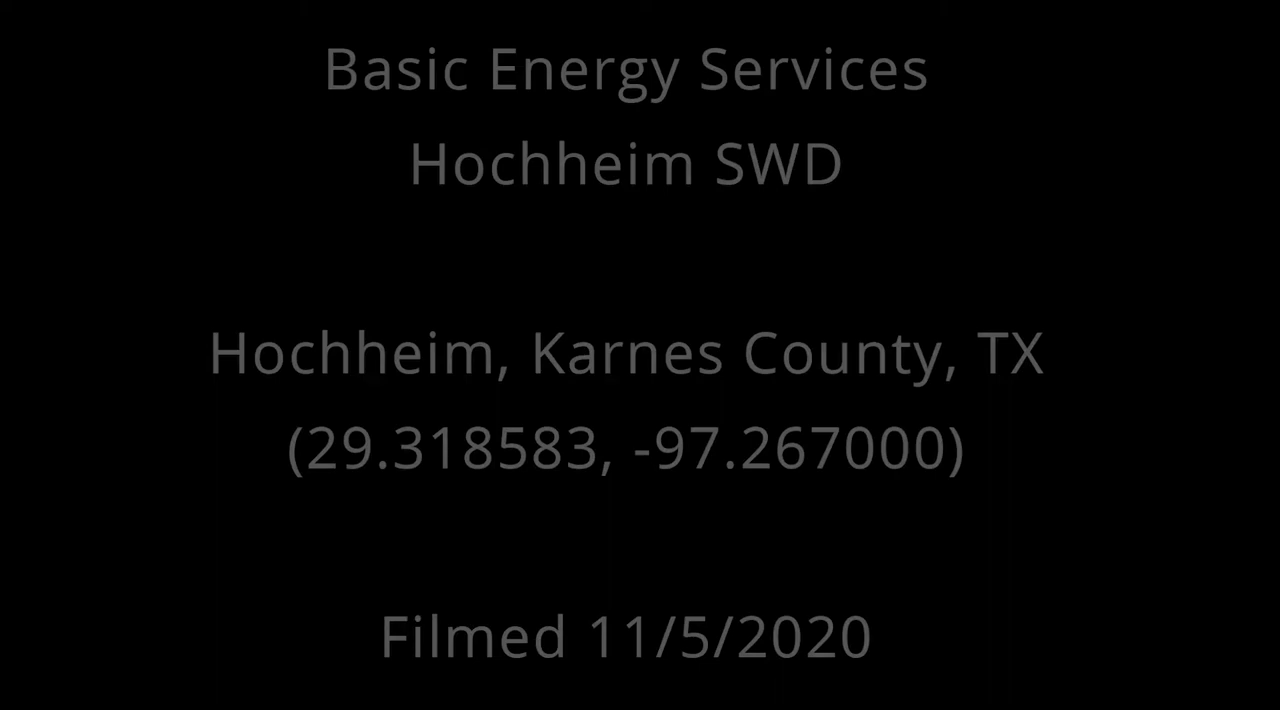 Basic Energy Services
Hochheim SWD
Hochheim, Karnes County, TX
(29.318583, -97.267000)
Filmed 11/5/2020